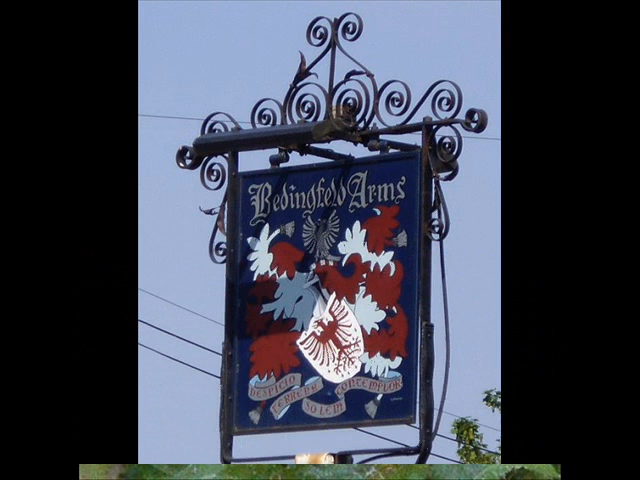 Bedingfeld Arms
DESPICIO
TERRENA
SOLEM
CONTEMPLOR